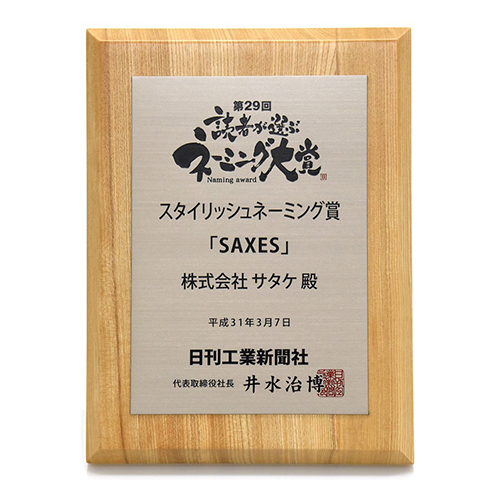 第29回
読者が選ぶ
ネーミング大賞
Naming award
スタイリッシュネーミング賞
「SAXES」
株式会社 サタケ 殿
平成31年3月7日
日刊工業新聞社
代表取締役社長 井水治博